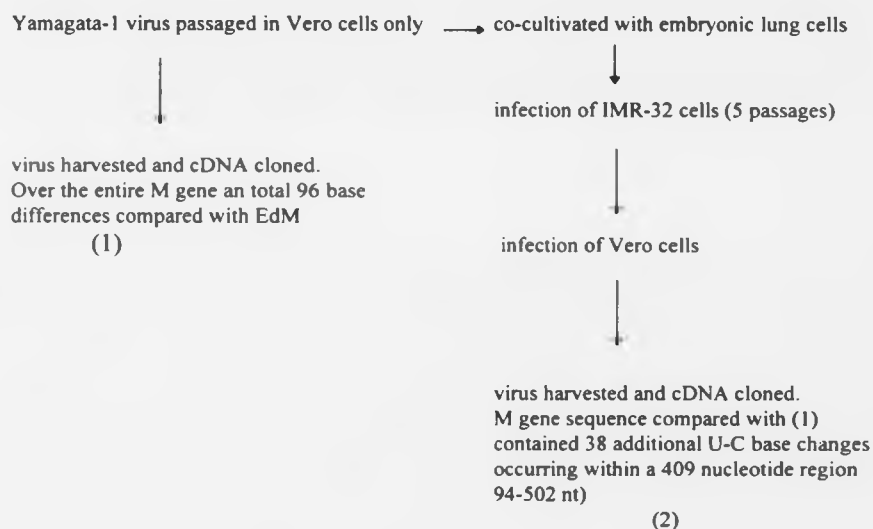 Yamagata-1 virus passaged in Vero cells only
co-cultivated with embryonic lung cells
infection of IMR-32 cells (5 passages)
virus harvested and cDNA cloned.
Over the entire M gene an total 96 base
differences compared with EdM
(1)
infection of Vero cells
virus harvested and cDNA cloned.
M gene sequence compared with (1)
contained 38 additional U-C base changes
occurring within a 409 nucleotide region
94-502 nt)
(2)